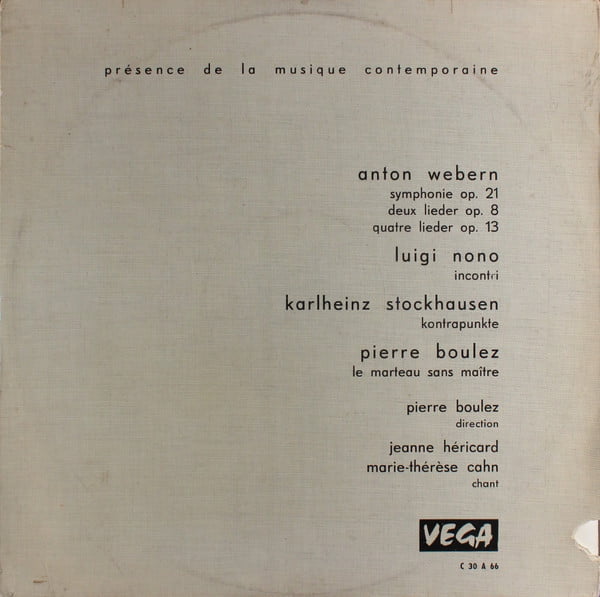 présence de la musique contemporaine
anton webern
symphonie op. 21
deux lieder op. 8
quatre lieder op. 13
luigi nono
incontri
karlheinz stockhausen
kontrapunkte
pierre boulez
le marteau sans maître
pierre boulez
direction
jeanne héricard
marie-thérèse cahn
chant
VEGA
C 30 A 66